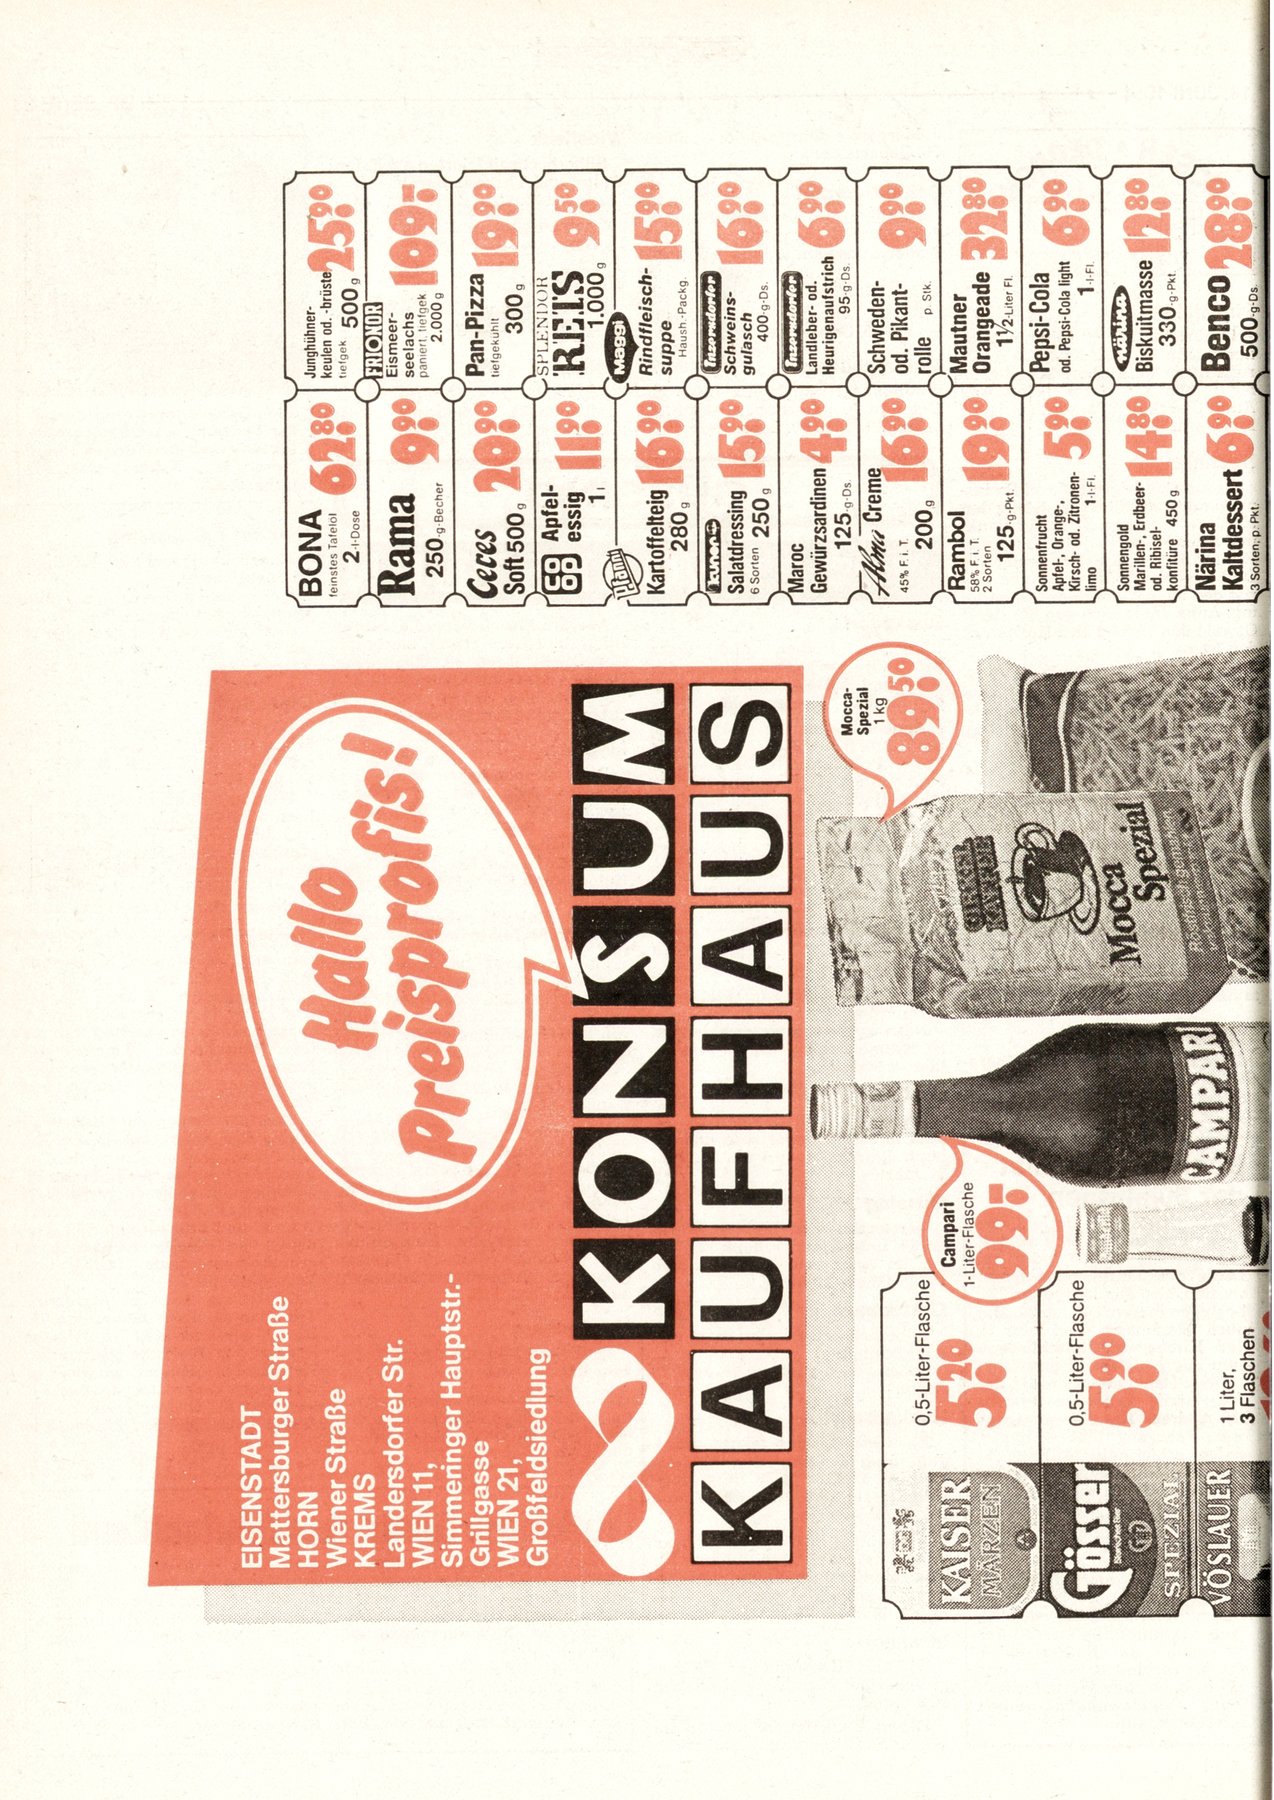 EISENSTADT
Mattersburger Straße
HORN
Wiener Straße
KREMS
Landersdorfer Str.
WIEN 11,
Simmeringer Hauptstr.-
Grillgasse
WIEN 21,
Großfeldsiedlung
Hallo
Preisprofis!
KONSUM
KAUFHAUS
BONA
feinstes Tafelöl
2-l-Dose
62.80
Rama
250 g-Becher
9.90
Ceres
Soft 500 g
20.90
COOP
Apfel-
essig
1 l
11.90
Pfanni
Kartoffelteig
280 g
16.90
Salatdressing
6 Sorten 250 g
15.90
Maroc
Gewürzsardinen
125-g-Ds.
4.90
Alma Creme
45% F. i. T.
200 g
16.90
Rambol
58% F. i. T.
2 Sorten
125 g-Pkt.
19.90
Sonnenfrucht
Apfel-, Orange-,
Kirsch- od. Zitronen-
limo 1-l-Fl.
5.90
Sonnengold
Marillen-, Erdbeer-
od. Ribisel-
konfitüre 450 g
14.80
Närina
Kaltdessert
3 Sorten, p. Pkt.
6.90
Junghühner-
keulen od. -brüste
tiefgek 500 g
25.90
FRIONOR
Eismer-
seelachs
paniert, tiefgek
2.000 g
109.-
Pan-Pizza
tiefgekühlt
300 g
19.90
SPLENDOR
REIS
1.000 g
9.50
Maggi
Rindfleisch-
suppe
Haush.-Packg.
15.90
Inzersdorfer
Schweins-
gulasch
400-g-Ds.
16.90
Inzersdorfer
Landleber- od.
Heurigenaufstrich
95-g-Ds.
6.90
Schweden-
od. Pikant-
rolle p. Stk.
9.90
Mautner
Orangeade
1½-Liter Fl.
32.80
Pepsi-Cola
od. Pepsi-Cola light
1-l-Fl.
6.90
Närina
Biskuitmasse
330-g-Pkt.
12.80
Benco
500-g-Ds.
28.90
KAISER
MÄRZEN
0,5-Liter-Flasche
5.20
Gösser
SPEZIAL
0,5-Liter-Flasche
5.90
VÖSLAUER
1 Liter,
3 Flaschen
Campari
1-Liter-Flasche
99.-
CAMPARI
Mocca-
Spezial
1 kg
89.50
Mocca
Spezial